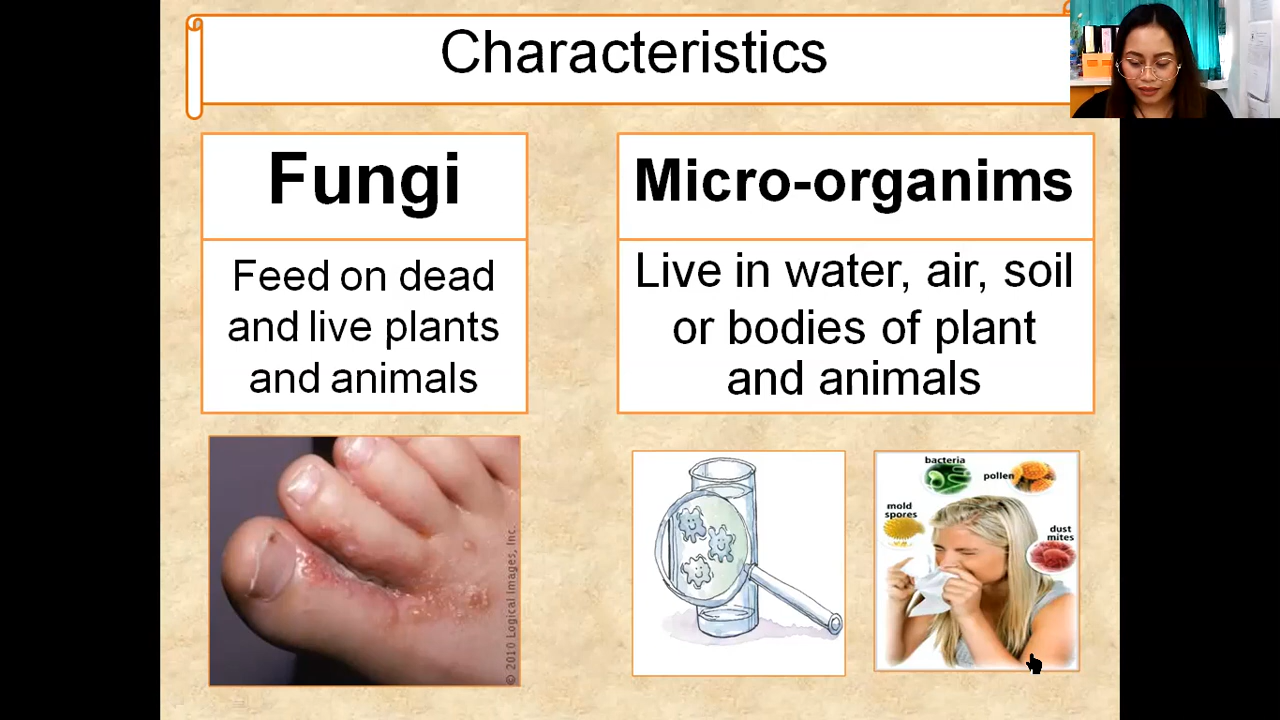 Characteristics
Fungi
Feed on dead
and live plants
and animals
Micro-organims
Live in water, air, soil
or bodies of plant
and animals
© 2010 Logical Images, Inc.
bacteria
pollen
mold
spores
dust
mites